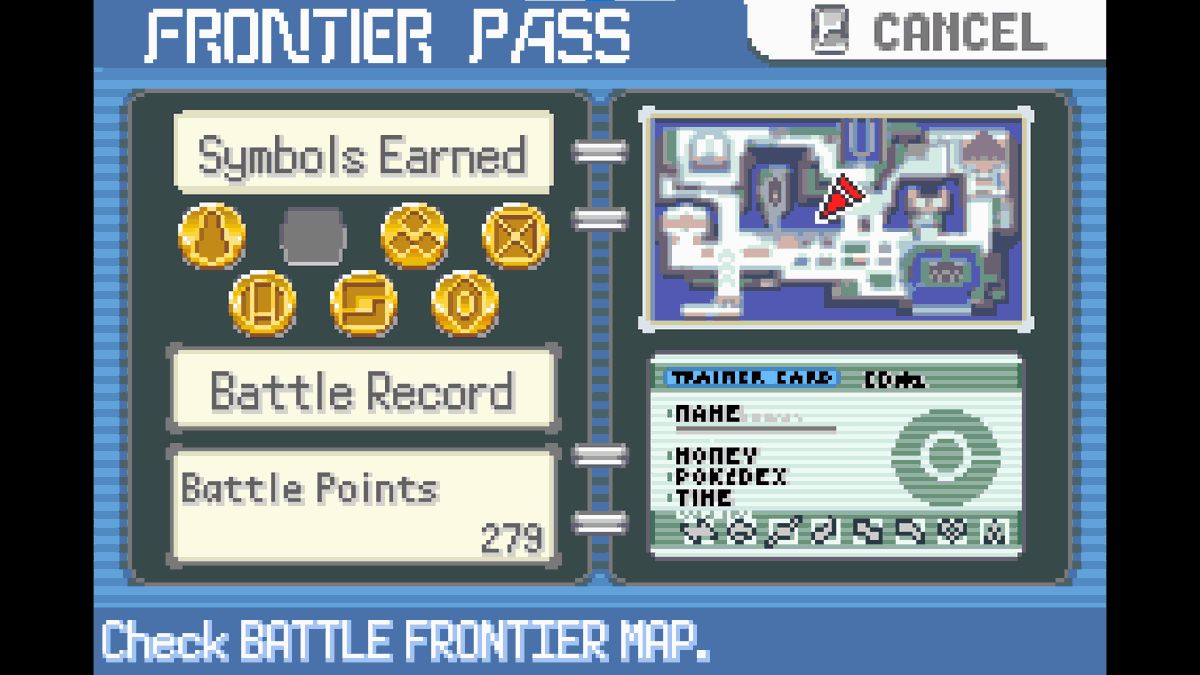 FRONTIER PASS
CANCEL
Symbols Earned
Battle Record
Battle Points
279
TRAINER CARD
NAME
MONEY
POKéDEX
TIME
Check BATTLE FRONTIER MAP.